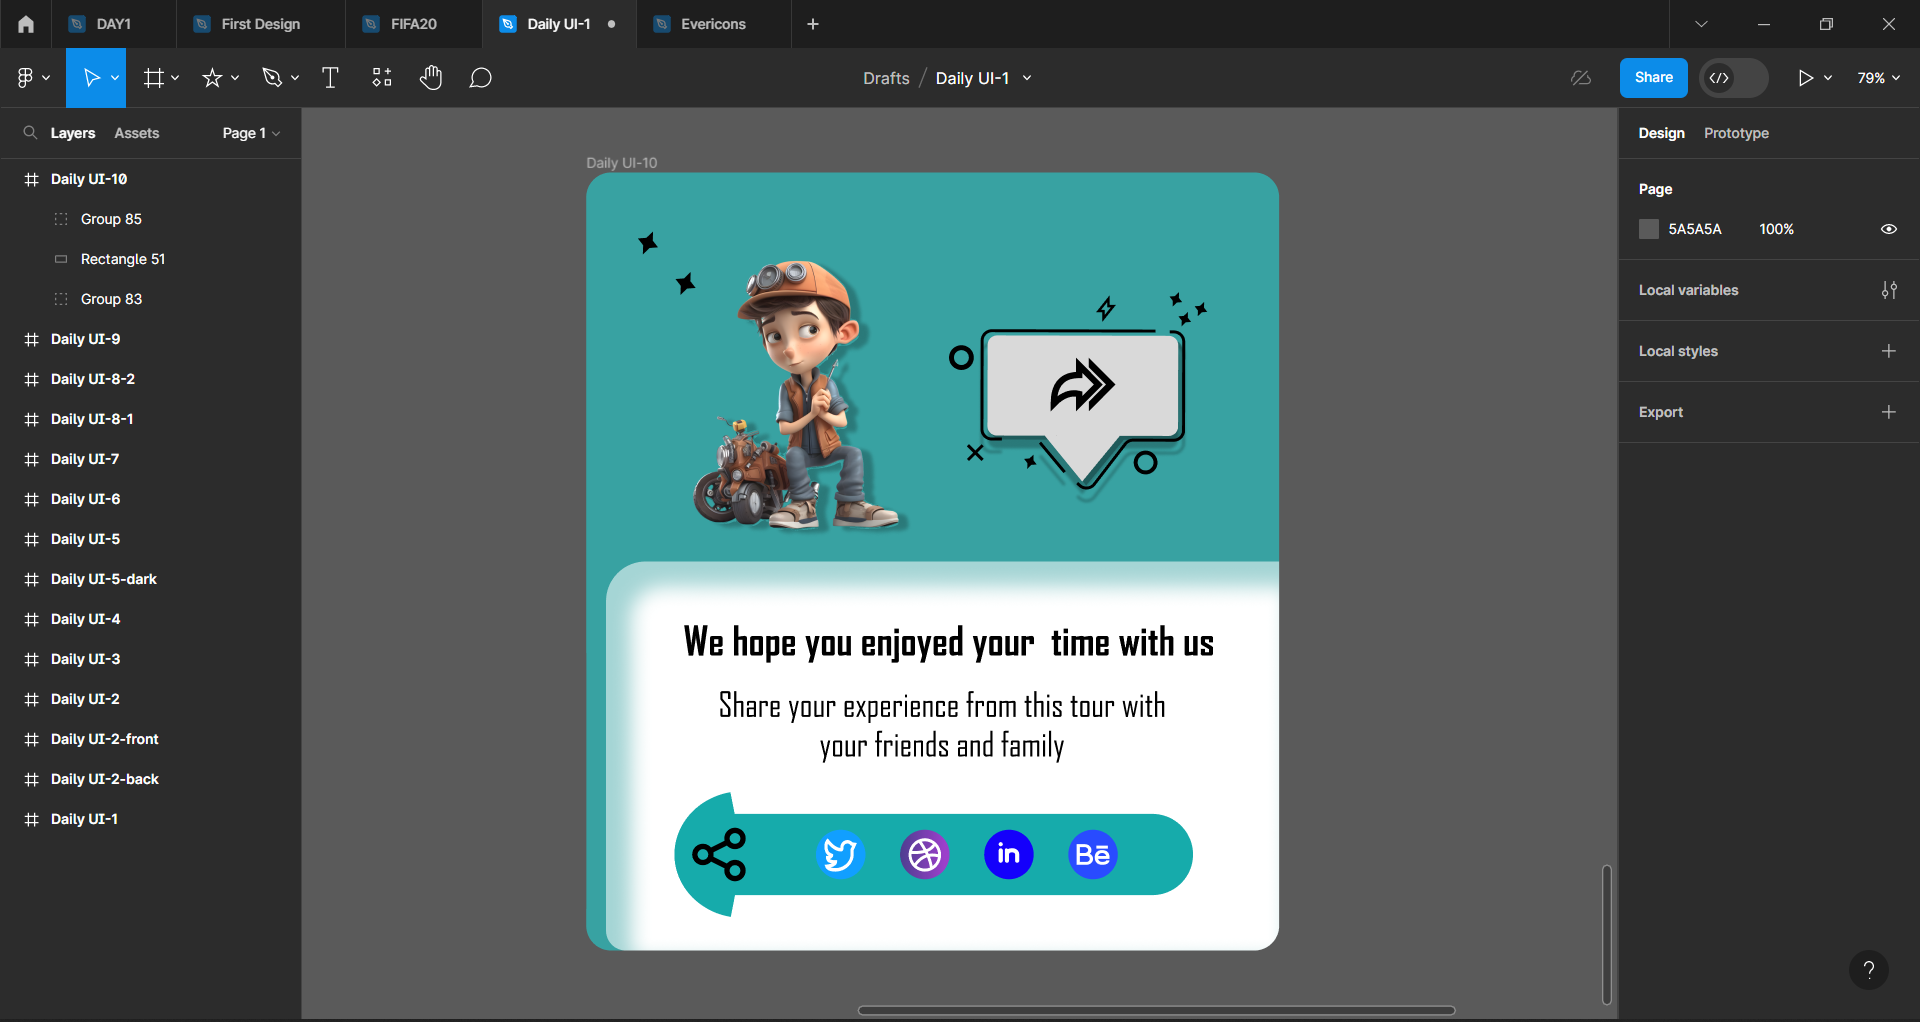 DAY1
First Design
FIFA20
Daily UI-1
Evericons
Drafts / Daily UI-1
Share
79%
Layers
Assets
Page 1
Daily UI-10
Group 85
Rectangle 51
Group 83
Daily UI-9
Daily UI-8-2
Daily UI-8-1
Daily UI-7
Daily UI-6
Daily UI-5
Daily UI-5-dark
Daily UI-4
Daily UI-3
Daily UI-2
Daily UI-2-front
Daily UI-2-back
Daily UI-1
Daily UI-10
We hope you enjoyed your time with us
Share your experience from this tour with
your friends and family
in
Bē
Design
Prototype
Page
5A5A5A
100%
Local variables
Local styles
Export
?